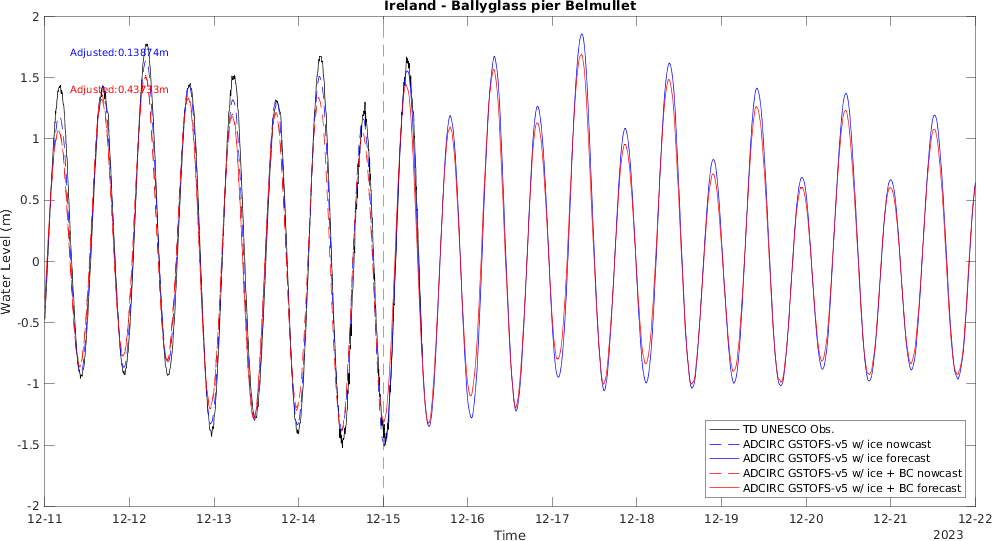 Ireland - Ballyglass pier Belmullet
2
1.5
1
0.5
0
-0.5
-1
-1.5
-2
Water Level (m)
Adjusted:0.13874m
Adjusted:0.43733m
TD UNESCO Obs.
ADCIRC GSTOFS-v5 w/ ice nowcast
ADCIRC GSTOFS-v5 w/ ice forecast
ADCIRC GSTOFS-v5 w/ ice + BC nowcast
ADCIRC GSTOFS-v5 w/ ice + BC forecast
12-11 12-12 12-13 12-14 12-15 12-16 12-17 12-18 12-19 12-20 12-21 12-22
Time
2023